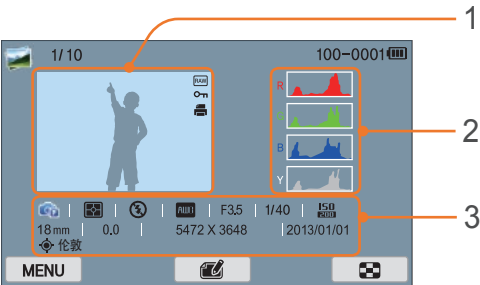 1
1/10
100-0001
RAW
R
G
B
Y
2
AWB F3.5 1/40 ISO 200
18 mm 0.0 5472 X 3648 2013/01/01
伦敦
3
MENU